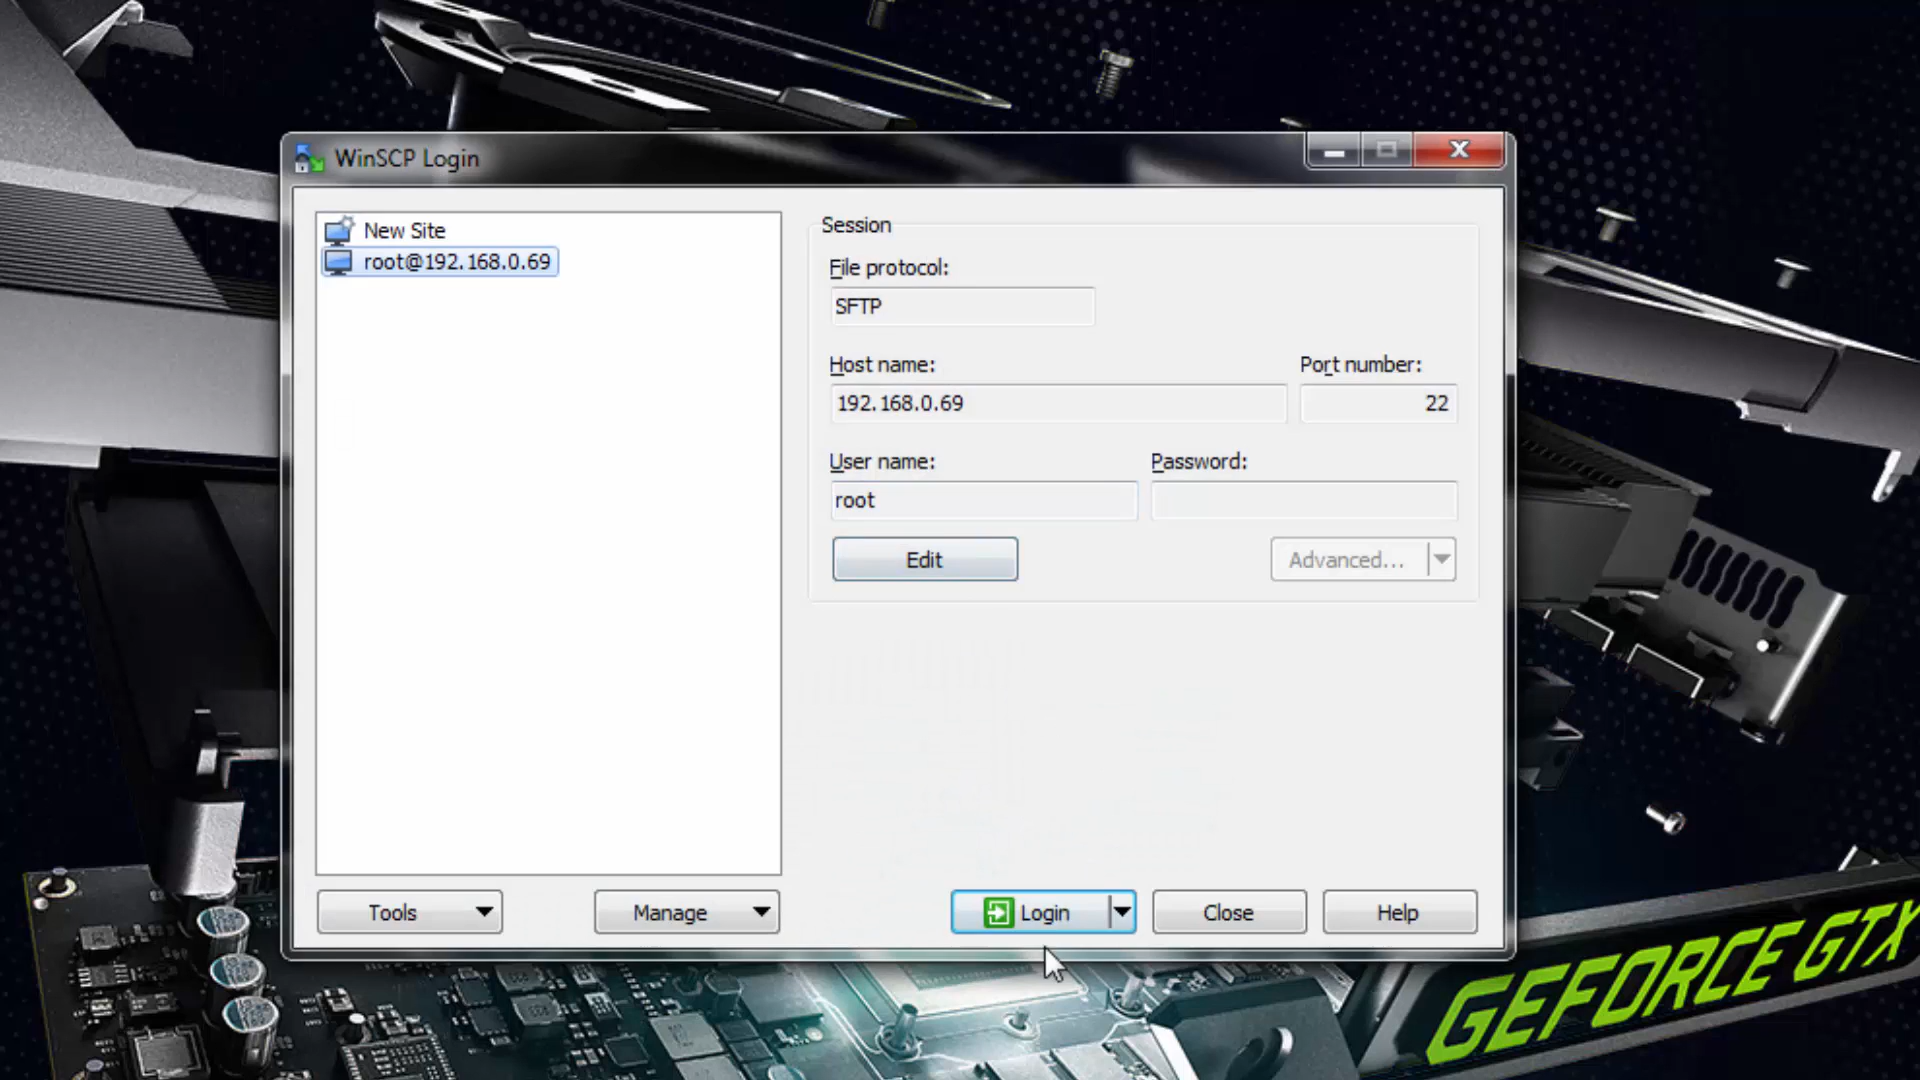 WinSCP Login
New Site
root@192.168.0.69
Session
File protocol:
SFTP
Host name:
Port number:
192.168.0.69
22
User name:
Password:
root
Edit
Advanced...
Tools
Manage
Login
Close
Help
GEFORCE GTX